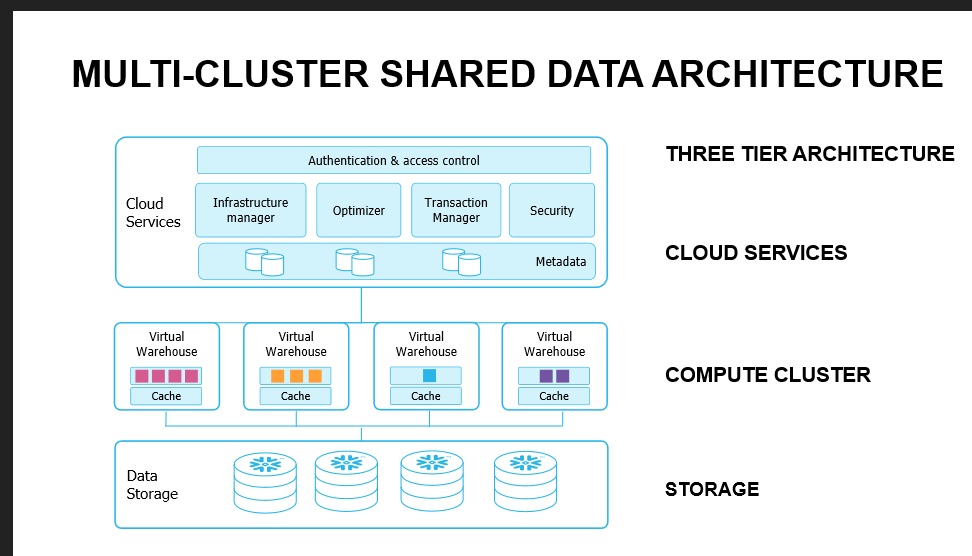 MULTI-CLUSTER SHARED DATA ARCHITECTURE
THREE TIER ARCHITECTURE
Authentication & access control
Cloud
Services
Infrastructure
manager
Optimizer
Transaction
Manager
Security
Metadata
CLOUD SERVICES
Virtual
Warehouse
Cache
Virtual
Warehouse
Cache
Virtual
Warehouse
Cache
Virtual
Warehouse
Cache
COMPUTE CLUSTER
Data
Storage
STORAGE